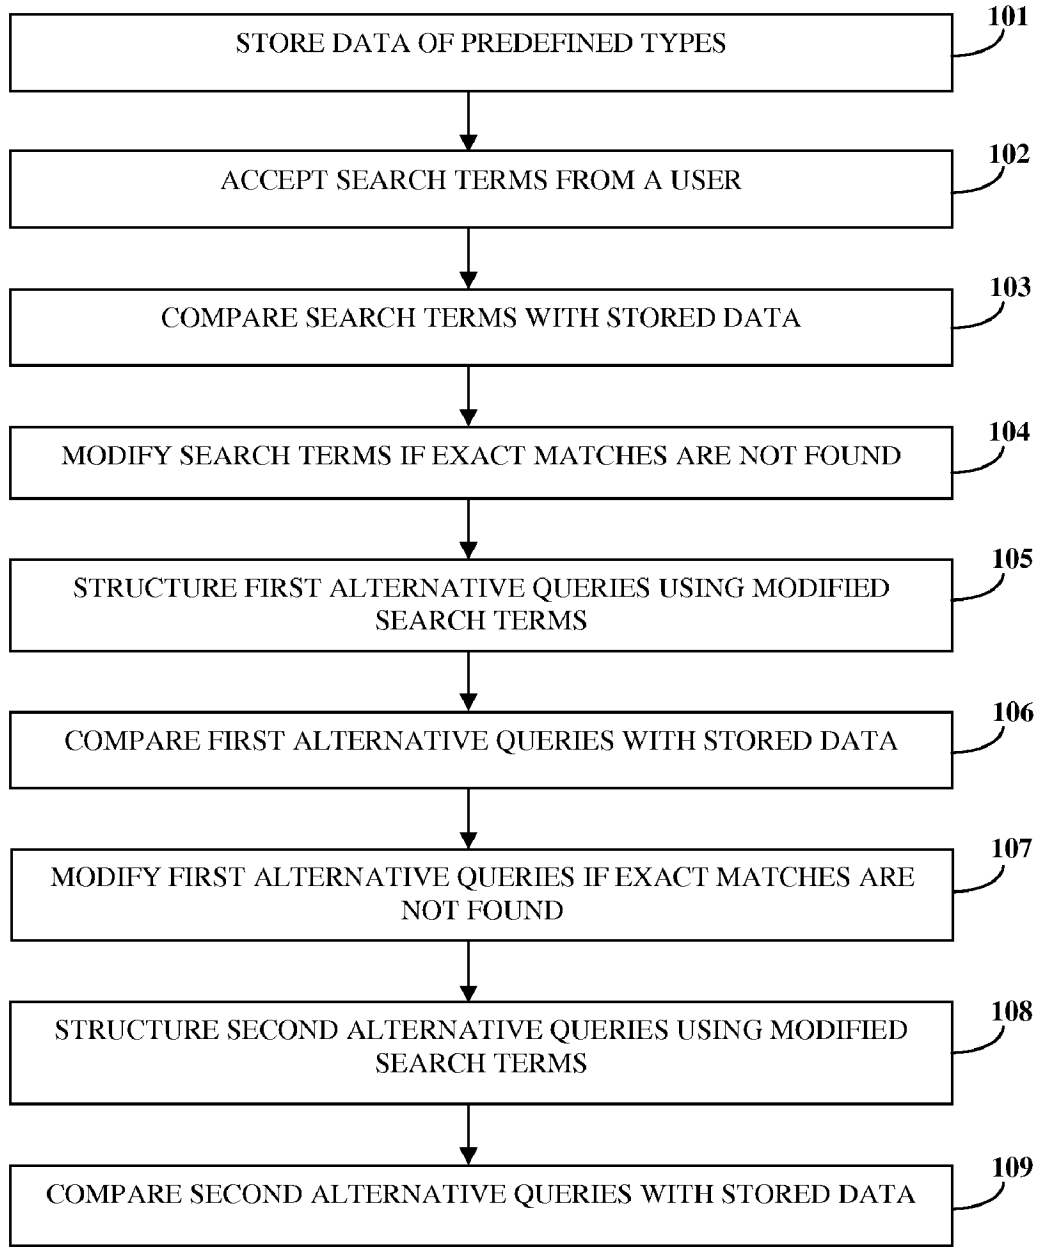 101
STORE DATA OF PREDEFINED TYPES
102
ACCEPT SEARCH TERMS FROM A USER
103
COMPARE SEARCH TERMS WITH STORED DATA
104
MODIFY SEARCH TERMS IF EXACT MATCHES ARE NOT FOUND
105
STRUCTURE FIRST ALTERNATIVE QUERIES USING MODIFIED
SEARCH TERMS
106
COMPARE FIRST ALTERNATIVE QUERIES WITH STORED DATA
107
MODIFY FIRST ALTERNATIVE QUERIES IF EXACT MATCHES ARE
NOT FOUND
108
STRUCTURE SECOND ALTERNATIVE QUERIES USING MODIFIED
SEARCH TERMS
109
COMPARE SECOND ALTERNATIVE QUERIES WITH STORED DATA